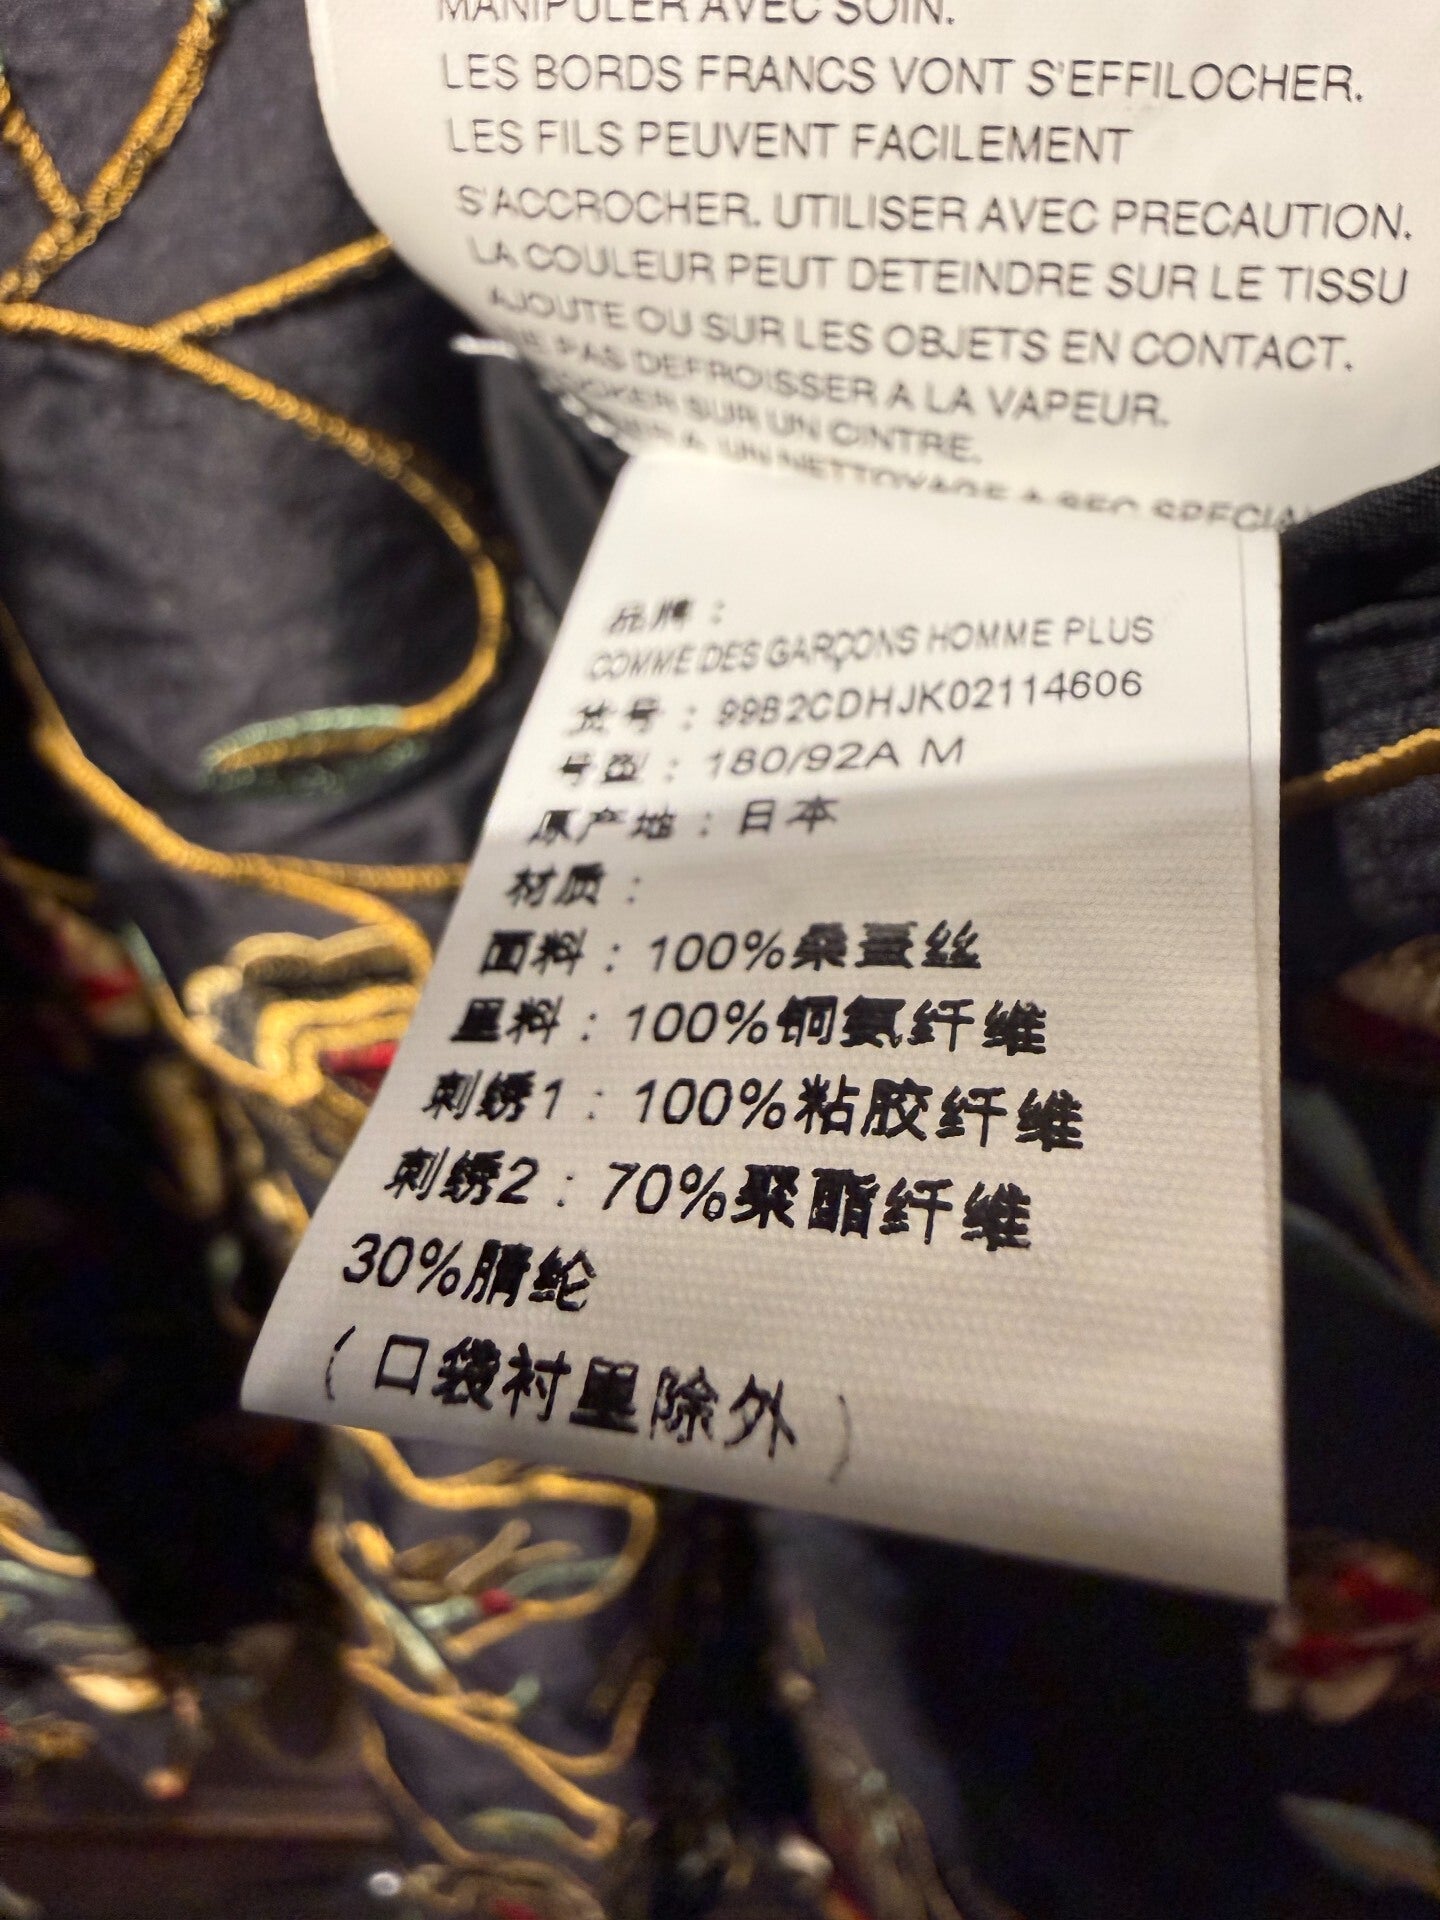 MANIPULER AVEC SOIN.
LES BORDS FRANCS VONT S'EFFILOCHER.
LES FILS PEUVENT FACILEMENT
S'ACCROCHER. UTILISER AVEC PRECAUTION.
LA COULEUR PEUT DETEINDRE SUR LE TISSU
AJOUTE OU SUR LES OBJETS EN CONTACT.
NE PAS DEFROISSER A LA VAPEUR.
SUR UN CINTRE.
A UN NETTOYAGE A SEC
品牌：
COMME DES GARÇONS HOMME PLUS
货号：99B2CDHJK02114606
号型：180/92A M
原产地：日本
材质：
面料：100%桑蚕丝
里料：100%铜氨纤维
刺绣1：100%粘胶纤维
刺绣2：70%聚酯纤维
30%腈纶
（口袋衬里除外）